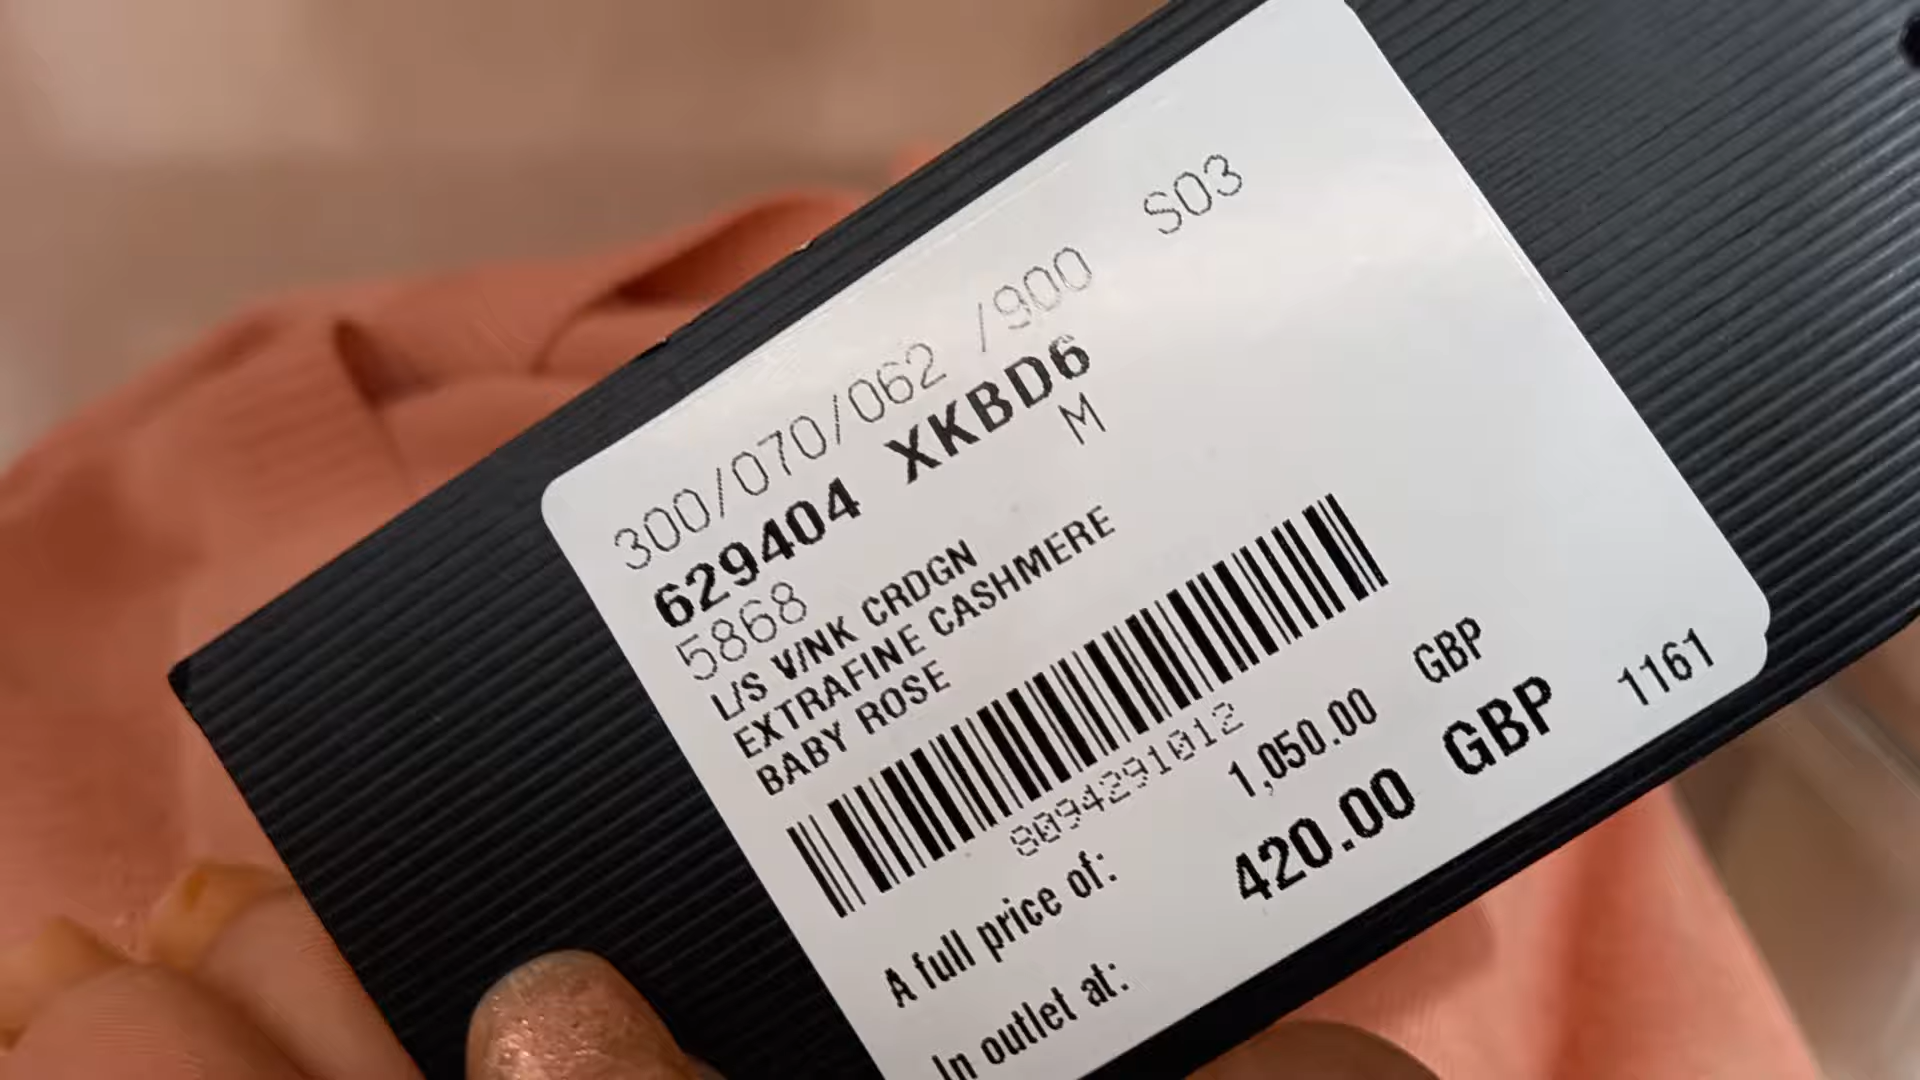 300/070/062 /900 S03
629404 XKBD6
5868 M
L/S V/NK CRDGN
EXTRAFINE CASHMERE
BABY ROSE
8094291012
A full price of: 1,050.00 GBP
In outlet at: 420.00 GBP 1161